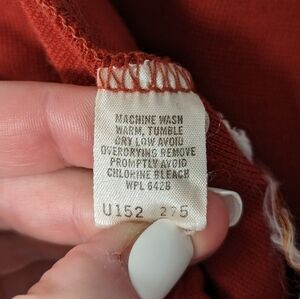 MACHINE WASH
WARM, TUMBLE
DRY LOW AVOID
OVERDRYING REMOVE
PROMPTLY AVOID
CHLORINE BLEACH
WPL 6428
U152 275